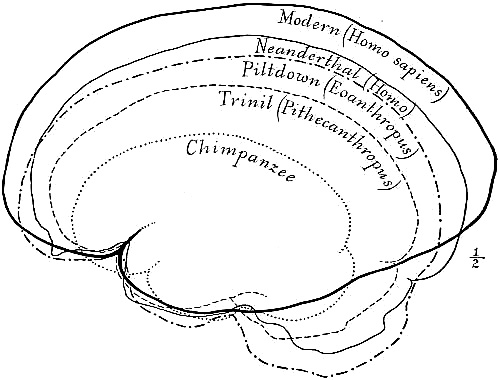 Modern (Homo sapiens)
Neanderthal (Homo)
Piltdown (Eoanthropus)
Trinil (Pithecanthropus)
Chimpanzee
1/2